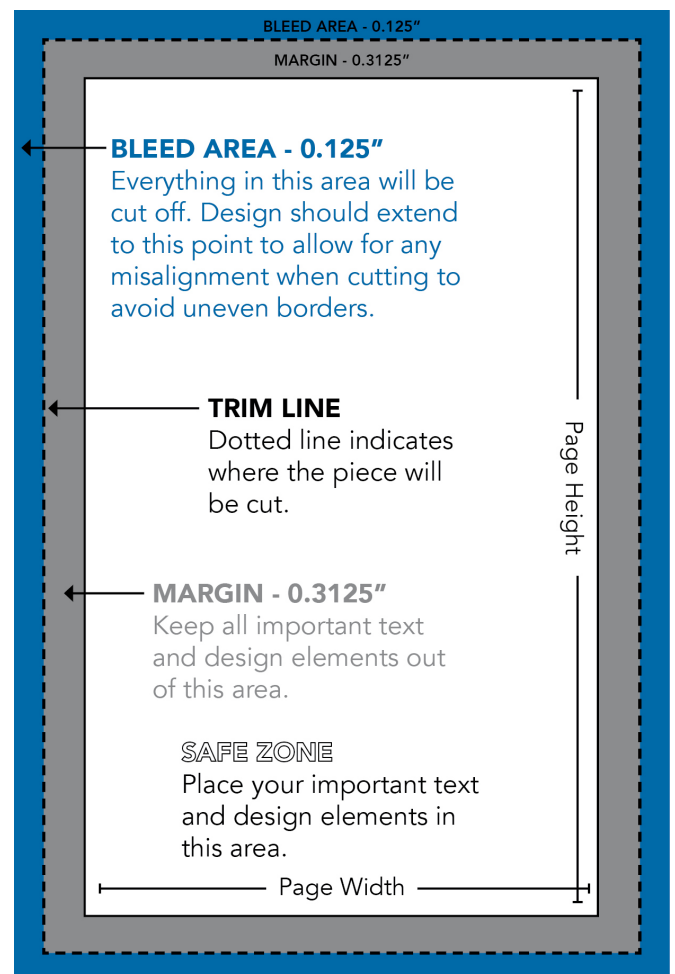 BLEED AREA - 0.125”
MARGIN - 0.3125”
BLEED AREA - 0.125”
Everything in this area will be
cut off. Design should extend
to this point to allow for any
misalignment when cutting to
avoid uneven borders.
TRIM LINE
Dotted line indicates
where the piece will
be cut.
Page Height
MARGIN - 0.3125”
Keep all important text
and design elements out
of this area.
SAFE ZONE
Place your important text
and design elements in
this area.
Page Width